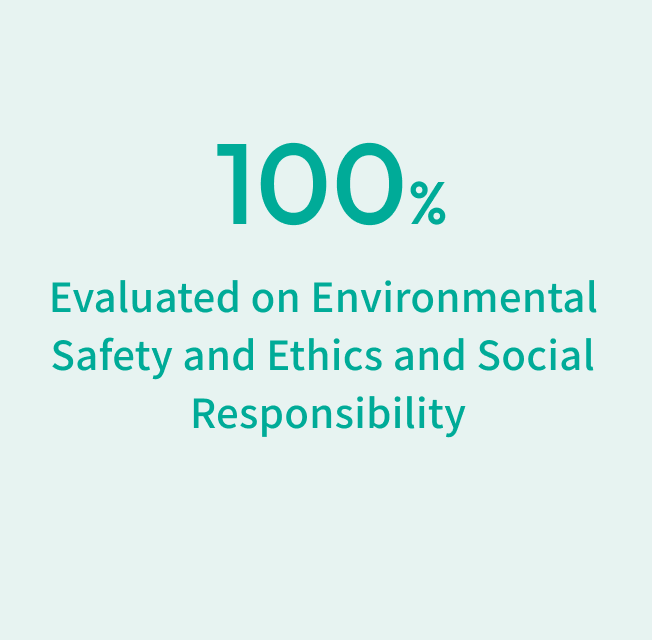 100%
Evaluated on Environmental
Safety and Ethics and Social
Responsibility